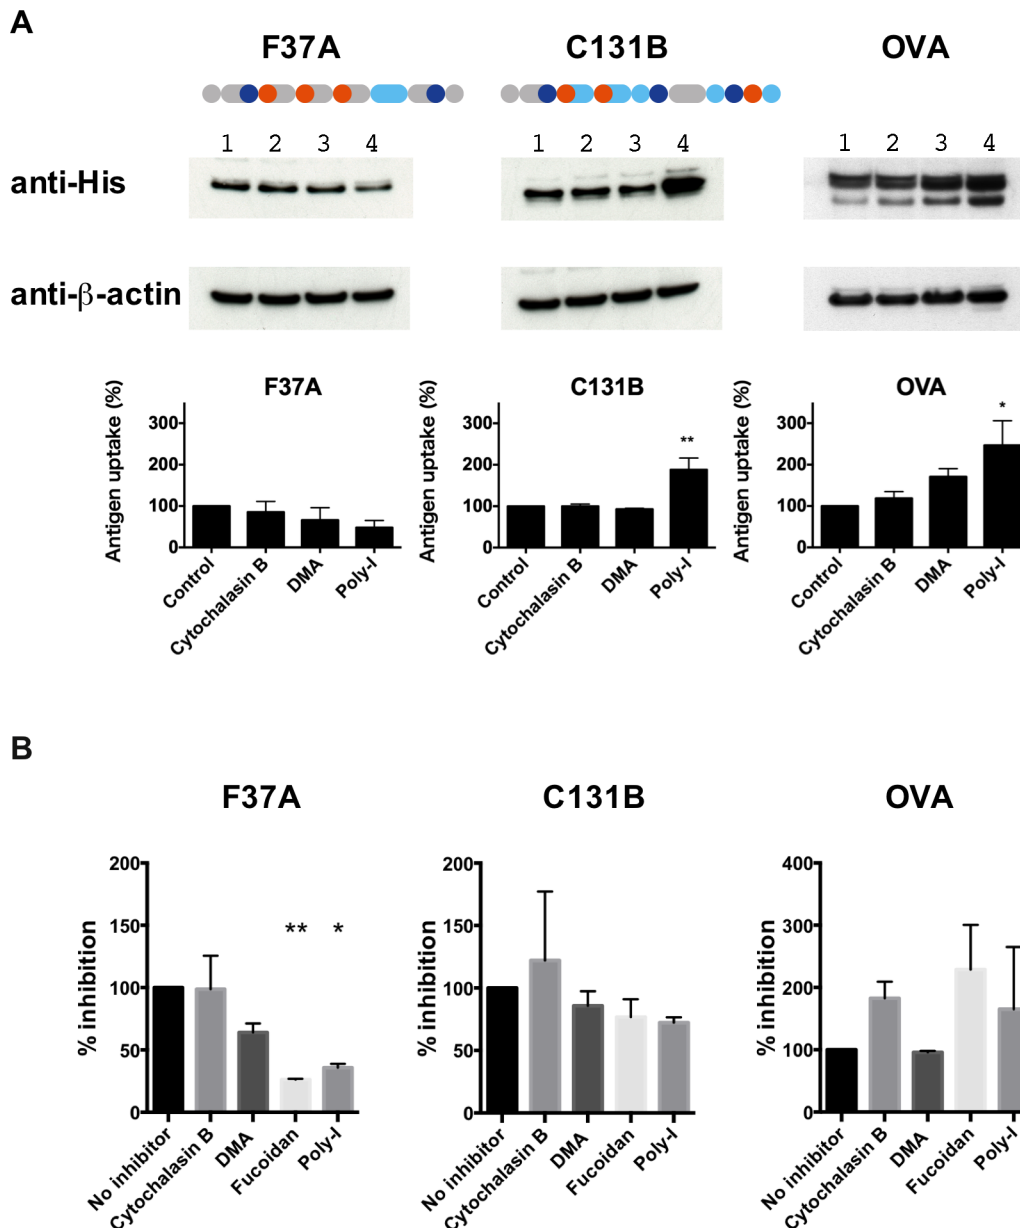 A
F37A C131B OVA
1 2 3 4 1 2 3 4 1 2 3 4
anti-His
anti-β-actin
F37A C131B OVA
Antigen uptake (%) Antigen uptake (%) Antigen uptake (%)
300 300 300
** *
200 200 200
100 100 100
0 0 0
Control Cytochalasin B DMA Poly-I Control Cytochalasin B DMA Poly-I Control Cytochalasin B DMA Poly-I
B
F37A C131B OVA
% inhibition % inhibition % inhibition
200 200 400
150 150 300
** *
100 100 200
50 50 100
0 0 0
No inhibitor Cytochalasin B DMA Fucoidan Poly-I No inhibitor Cytochalasin B DMA Fucoidan Poly-I No inhibitor Cytochalasin B DMA Fucoidan Poly-I